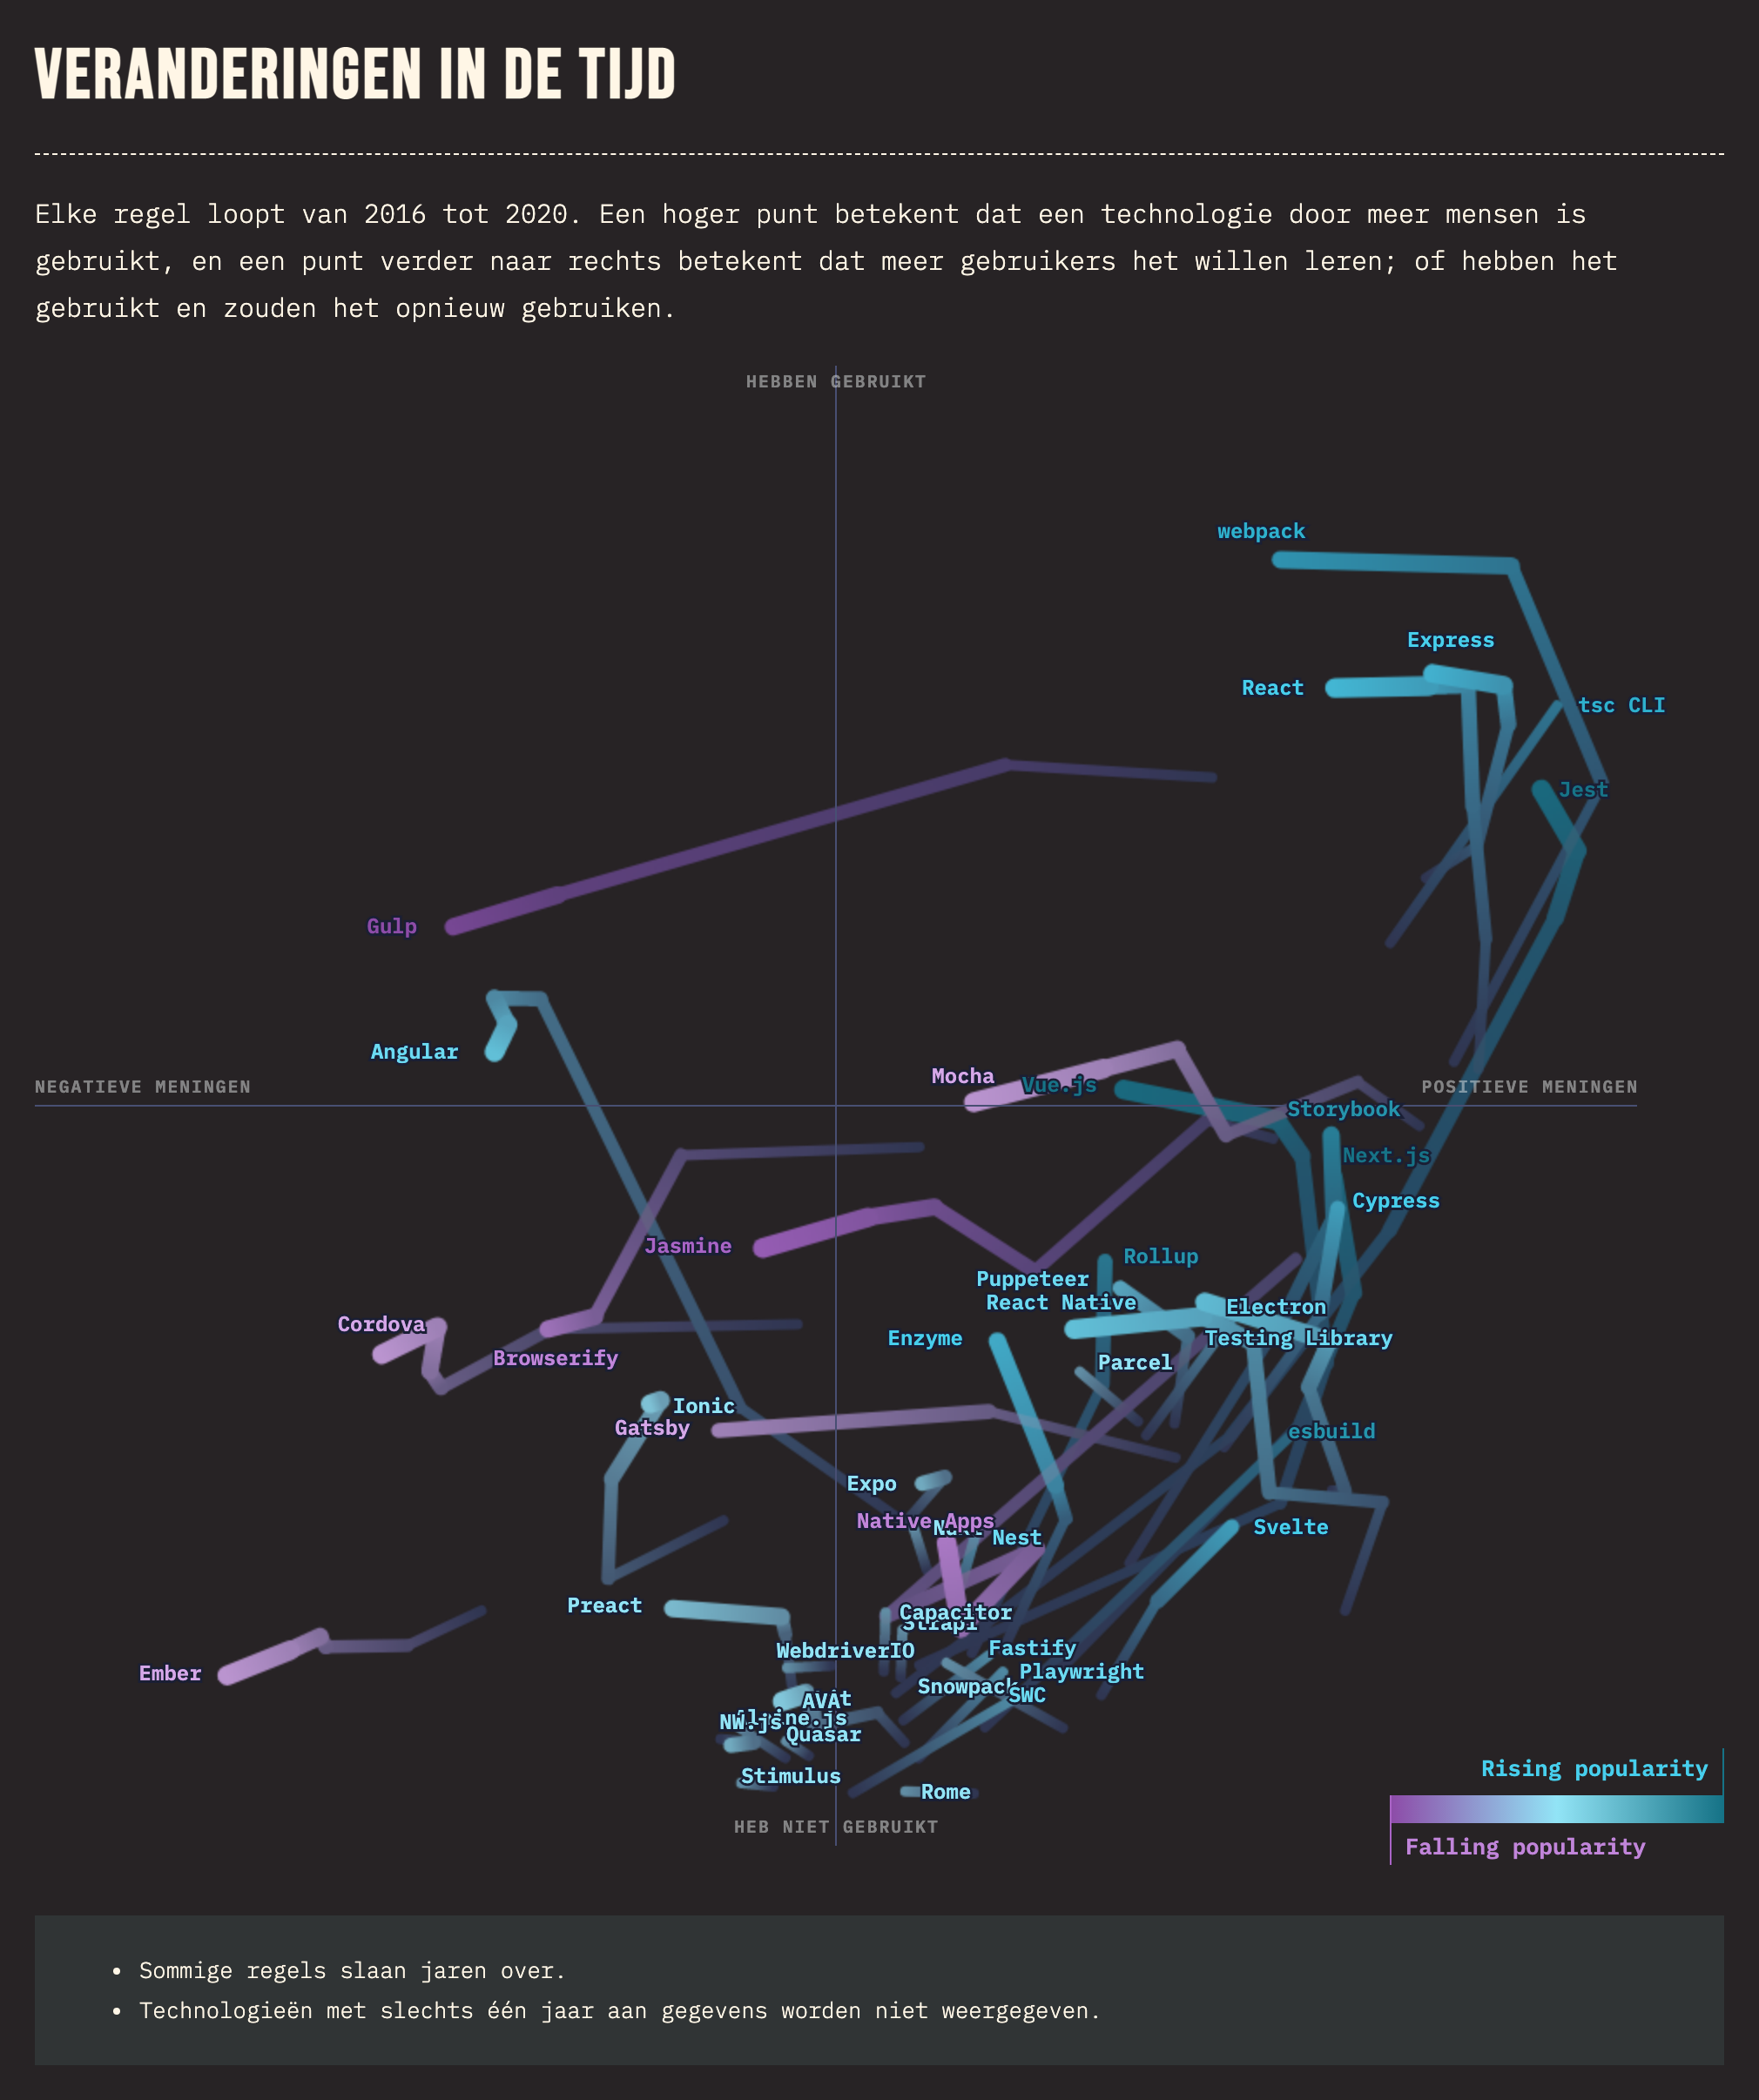 VERANDERINGEN IN DE TIJD
Elke regel loopt van 2016 tot 2020. Een hoger punt betekent dat een technologie door meer mensen is
gebruikt, en een punt verder naar rechts betekent dat meer gebruikers het willen leren; of hebben het
gebruikt en zouden het opnieuw gebruiken.
HEBBEN GEBRUIKT
webpack
Express
React
tsc CLI
Jest
Gulp
Angular
Mocha
Vue.js
NEGATIEVE MENINGEN
POSITIEVE MENINGEN
Storybook
Next.js
Cypress
Jasmine
Rollup
Puppeteer
React Native
Electron
Cordova
Enzyme
Testing Library
Browserify
Parcel
Ionic
Gatsby
esbuild
Expo
Native Apps
Svelte
Nest
Preact
Capacitor
Strapi
WebdriverIO
Fastify
Ember
Playwright
Snowpack
SWC
AVA
NW.js
Quasar
Stimulus
Rome
Rising popularity
HEB NIET GEBRUIKT
Falling popularity
• Sommige regels slaan jaren over.
• Technologieën met slechts één jaar aan gegevens worden niet weergegeven.